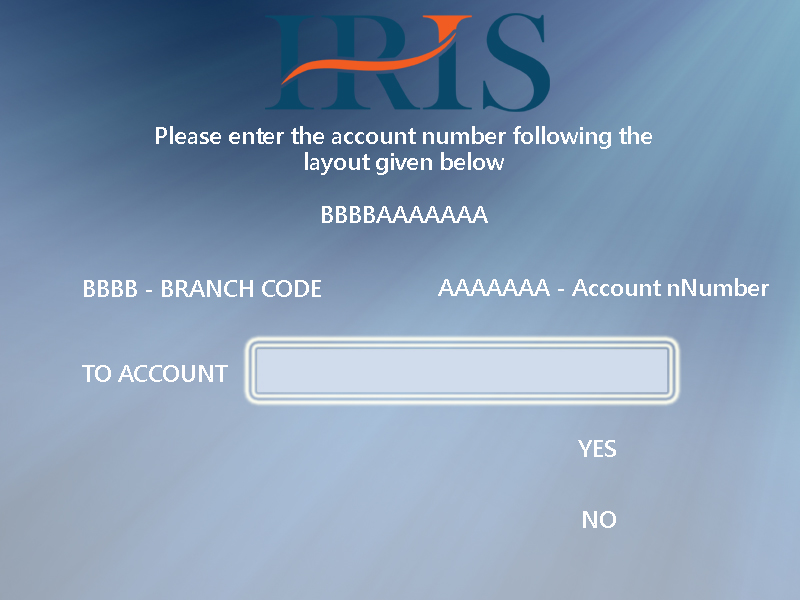 IRIS
Please enter the account number following the
layout given below
BBBBAAAAAAA
BBBB - BRANCH CODE
AAAAAAA - Account nNumber
TO ACCOUNT
YES
NO